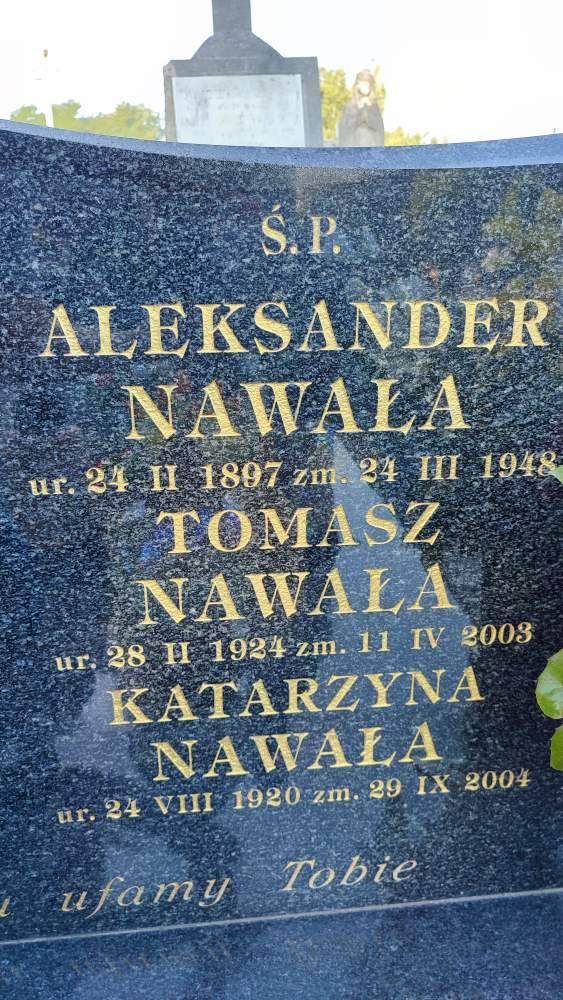 Ś.P.
ALEKSANDER
NAWAŁA
ur. 24 II 1897 zm. 24 III 1948
TOMASZ
NAWAŁA
ur. 28 II 1924 zm. 11 IV 2003
KATARZYNA
NAWAŁA
ur. 24 VIII 1920 zm. 29 IX 2004
ufamy Tobie